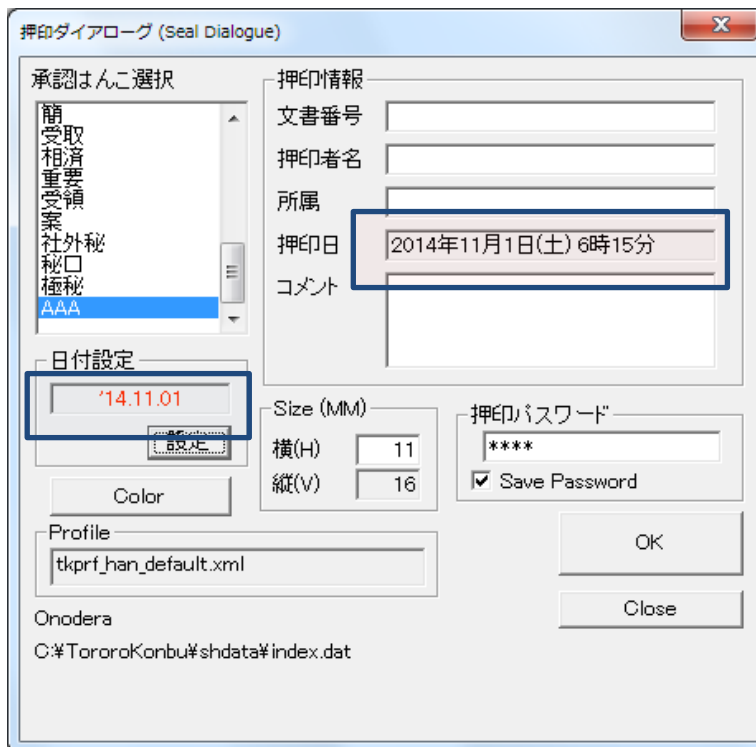 押印ダイアローグ (Seal Dialogue)
承認はんこ選択
簡
受取
相済
重要
受領
案
社外秘
秘口
極秘
AAA
日付設定
'14.11.01
設定
Color
Profile
tkprf_han_default.xml
Onodera
C:¥TororoKonbu¥shdata¥index.dat
押印情報
文書番号
押印者名
所属
押印日
2014年11月1日(土) 6時15分
コメント
Size (MM)
横(H)
11
縦(V)
16
押印パスワード
****
Save Password
OK
Close